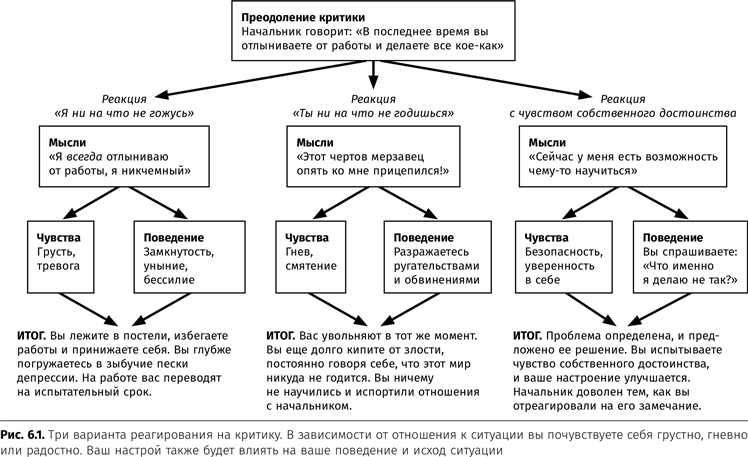 Преодоление критики
Начальник говорит: «В последнее время вы
отлыниваете от работы и делаете все кое-как»
Реакция
«Я ни на что не гожусь»
Мысли
«Я всегда отлыниваю
от работы, я никчемный»
Чувства
Грусть,
тревога
Поведение
Замкнутость,
уныние,
бессилие
ИТОГ. Вы лежите в постели, избегаете
работы и принижаете себя. Вы глубже
погружаетесь в зыбучие пески
депрессии. На работе вас переводят
на испытательный срок.
Реакция
«Ты ни на что не годишься»
Мысли
«Этот чертов мерзавец
опять ко мне прицепился!»
Чувства
Гнев,
смятение
Поведение
Разражаетесь
ругательствами
и обвинениями
ИТОГ. Вас увольняют в тот же момент.
Вы еще долго кипите от злости,
постоянно говоря себе, что этот мир
никуда не годится. Вы ничему
не научились и испортили отношения
с начальником.
Реакция
с чувством собственного достоинства
Мысли
«Сейчас у меня есть возможность
чему-то научиться»
Чувства
Безопасность,
уверенность
в себе
Поведение
Вы спрашиваете:
«Что именно
я делаю не так?»
ИТОГ. Проблема определена, и пред-
ложено ее решение. Вы испытываете
чувство собственного достоинства,
и ваше настроение улучшается.
Начальник доволен тем, как вы
отреагировали на его замечание.
Рис. 6.1. Три варианта реагирования на критику. В зависимости от отношения к ситуации вы почувствуете себя грустно, гневно
или радостно. Ваш настрой также будет влиять на ваше поведение и исход ситуации